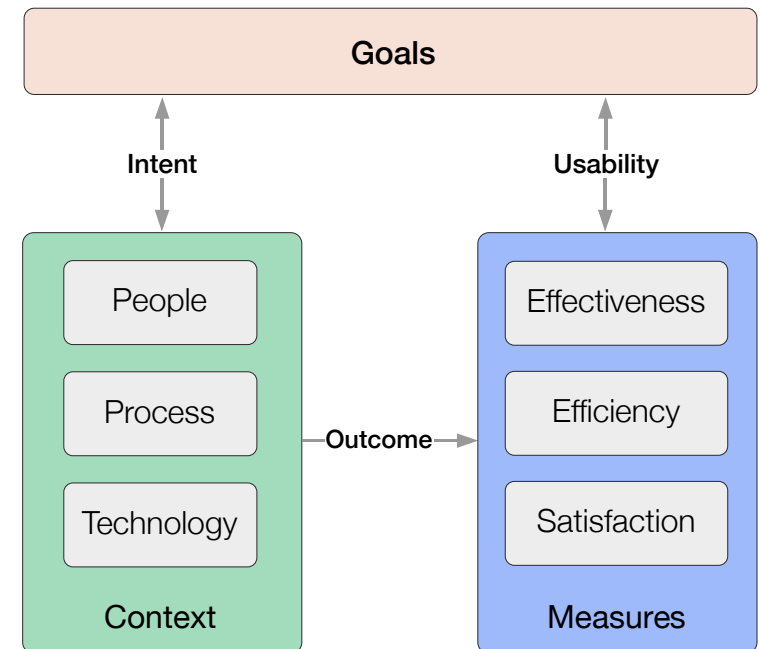 Goals
Intent
Usability
People
Process
Technology
Context
Outcome
Effectiveness
Efficiency
Satisfaction
Measures